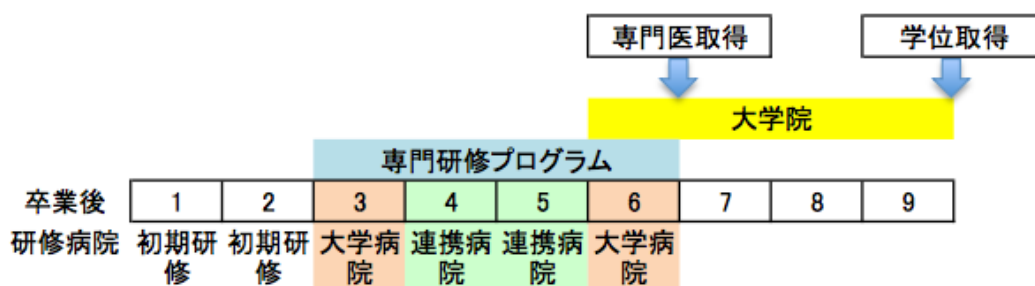 専門医取得 学位取得
大学院
専門研修プログラム
卒業後 1 2 3 4 5 6 7 8 9
研修病院 初期研修 初期研修 大学病院 連携病院 連携病院 大学病院